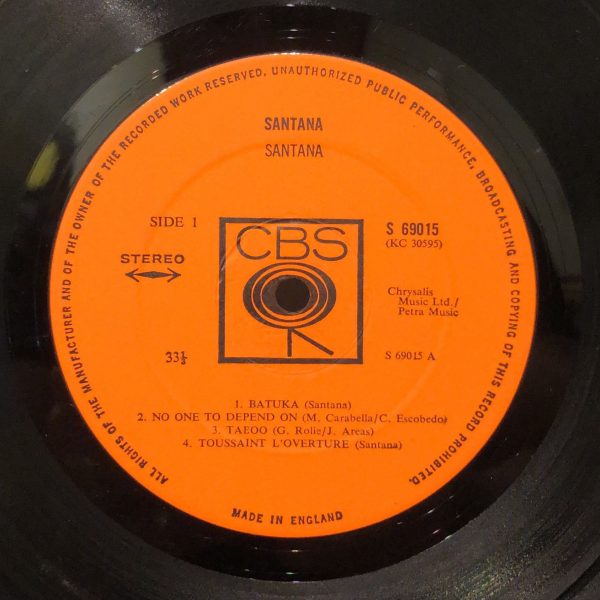 ALL RIGHTS OF THE MANUFACTURER AND OF THE OWNER OF THE RECORDED WORK RESERVED. UNAUTHORIZED PUBLIC PERFORMANCE, BROADCASTING AND COPYING OF THIS RECORD PROHIBITED.
SANTANA
SANTANA
SIDE 1
CBS
S 69015
(KC 30595)
STEREO
Chrysalis
Music Ltd./
Petra Music
33⅓
S 69015 A
1. BATUKA (Santana)
2. NO ONE TO DEPEND ON (M. Carabella/C. Escobedo)
3. TAEOO (G. Rolie/J. Areas)
4. TOUSSAINT L'OVERTURE (Santana)
MADE IN ENGLAND